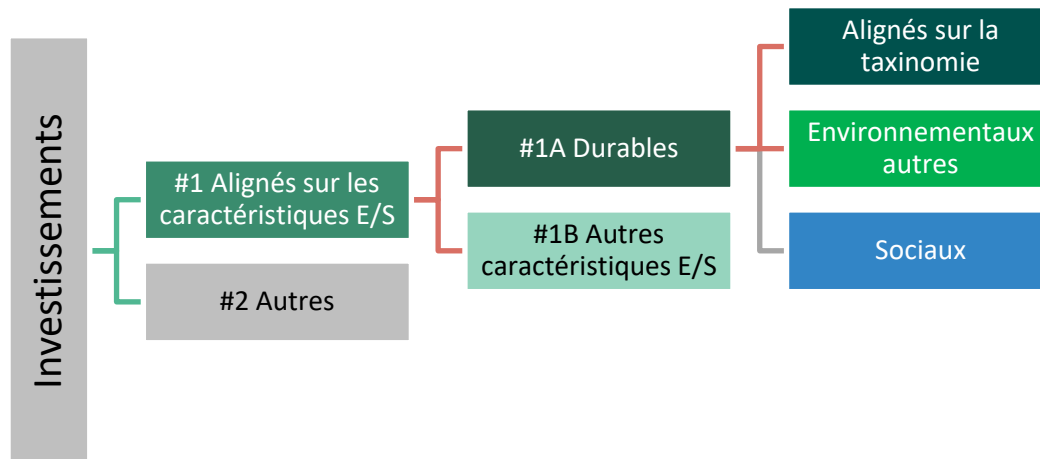 Investissements
#1 Alignés sur les
caractéristiques E/S
#2 Autres
#1A Durables
#1B Autres
caractéristiques E/S
Alignés sur la
taxinomie
Environnementaux
autres
Sociaux